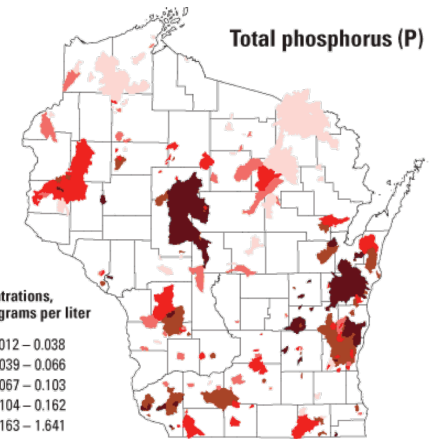 Total phosphorus (P)
trations,
grams per liter
012 – 0.038
039 – 0.066
067 – 0.103
104 – 0.162
163 – 1.641